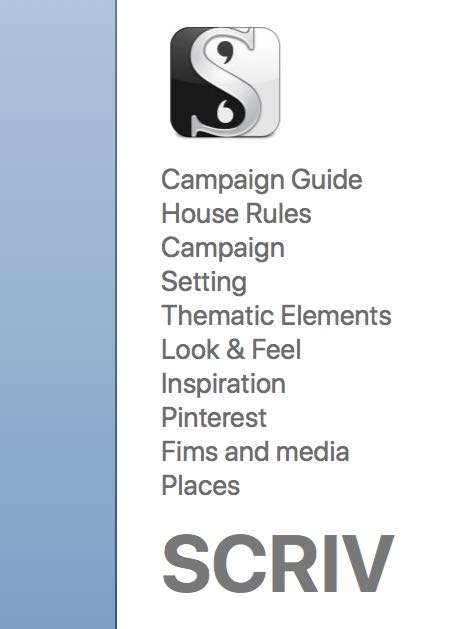 Campaign Guide
House Rules
Campaign
Setting
Thematic Elements
Look & Feel
Inspiration
Pinterest
Fims and media
Places
SCRIV